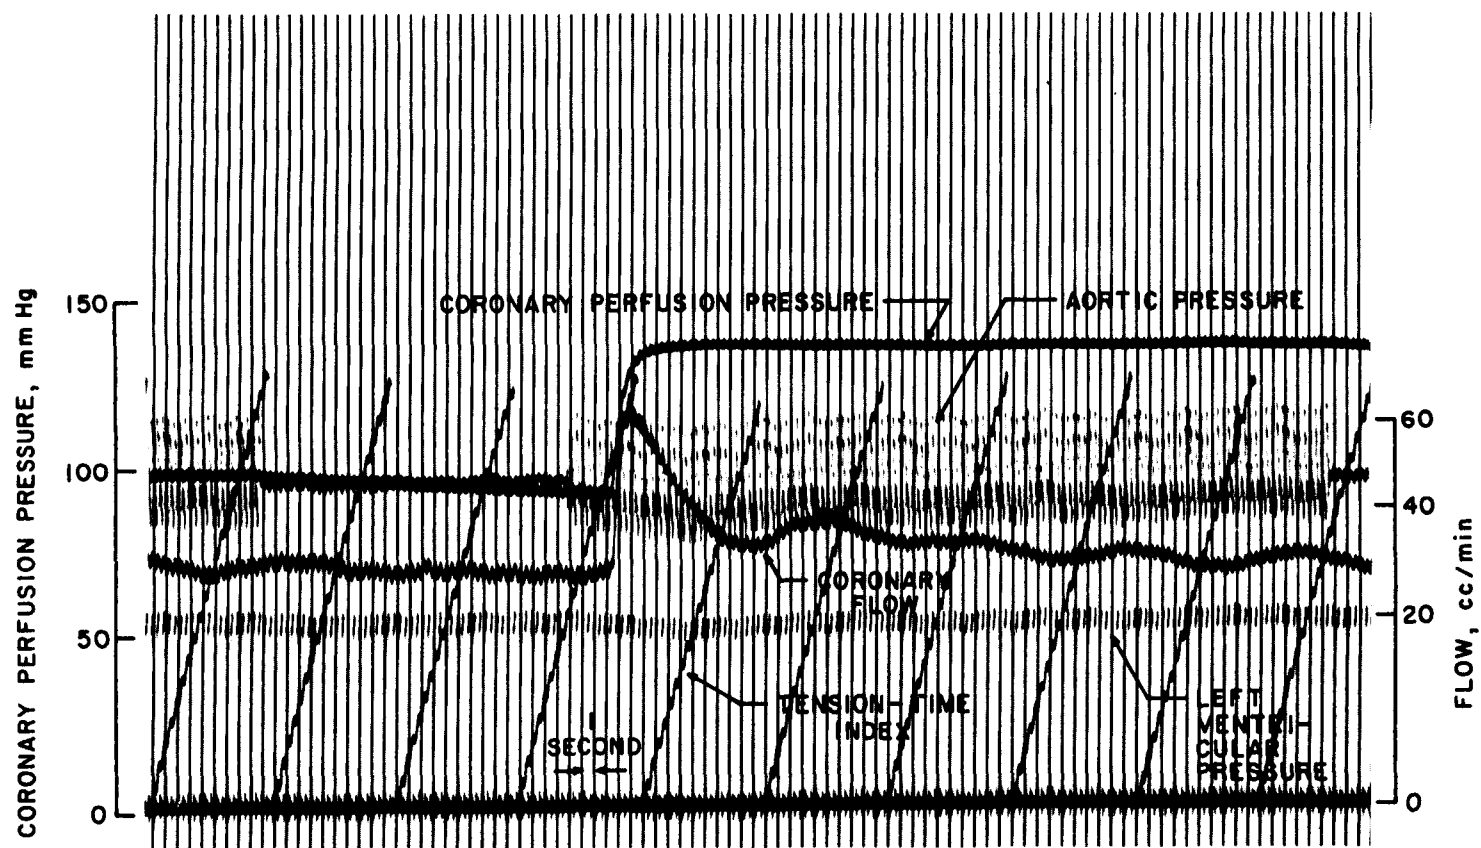 CORONARY PERFUSION PRESSURE, mm Hg
150
100
50
0
CORONARY PERFUSION PRESSURE
AORTIC PRESSURE
CORONARY
FLOW
TENSION-TIME
INDEX
1
SECOND
LEFT
VENTRI-
CULAR
PRESSURE
60
40
20
0
FLOW, cc/min